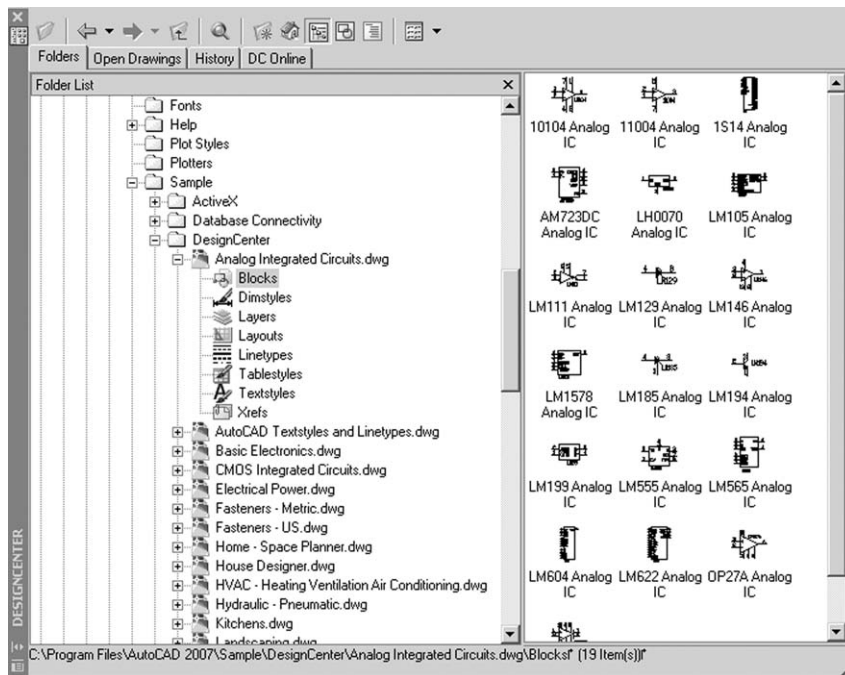 Folders
Open Drawings
History
DC Online
Folder List
Fonts
Help
Plot Styles
Plotters
Sample
ActiveX
Database Connectivity
DesignCenter
Analog Integrated Circuits.dwg
Blocks
Dimstyles
Layers
Layouts
Linetypes
Tablestyles
Textstyles
Xrefs
AutoCAD Textstyles and Linetypes.dwg
Basic Electronics.dwg
CMOS Integrated Circuits.dwg
Electrical Power.dwg
Fasteners - Metric.dwg
Fasteners - US.dwg
Home - Space Planner.dwg
House Designer.dwg
HVAC - Heating Ventilation Air Conditioning.dwg
Hydraulic - Pneumatic.dwg
Kitchens.dwg
Landscaping.dwg
10104 Analog
IC
11004 Analog
IC
1S14 Analog
IC
AM723DC
Analog IC
LH0070
Analog IC
LM105 Analog
IC
LM111 Analog
IC
LM129 Analog
IC
LM146 Analog
IC
LM1578
Analog IC
LM185 Analog
IC
LM194 Analog
IC
LM199 Analog
IC
LM555 Analog
IC
LM565 Analog
IC
LM604 Analog
IC
LM622 Analog
IC
OP27A Analog
IC
DESIGNCENTER
C:\Program Files\AutoCAD 2007\Sample\DesignCenter\Analog Integrated Circuits.dwg\Blocks (19 Item(s))